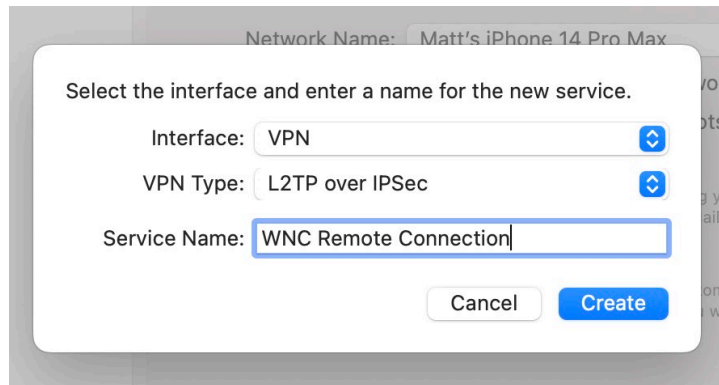 Network Name: Matt's iPhone 14 Pro Max
Select the interface and enter a name for the new service.
Interface: VPN
VPN Type: L2TP over IPSec
Service Name: WNC Remote Connection
Cancel Create